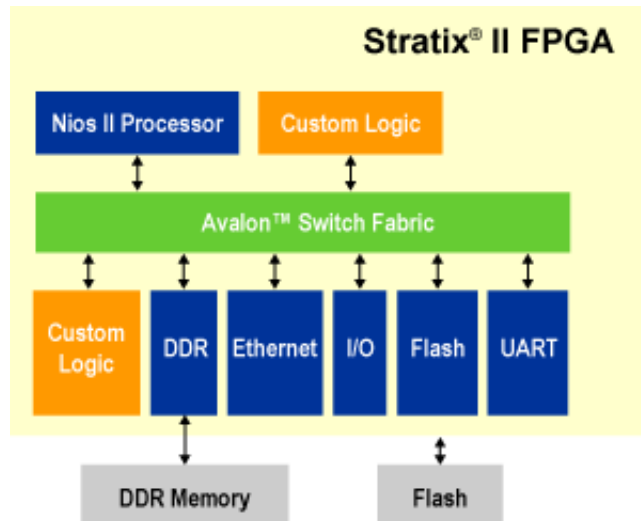 Stratix® II FPGA
Nios II Processor
Custom Logic
Avalon™ Switch Fabric
Custom
Logic
DDR
Ethernet
I/O
Flash
UART
DDR Memory
Flash